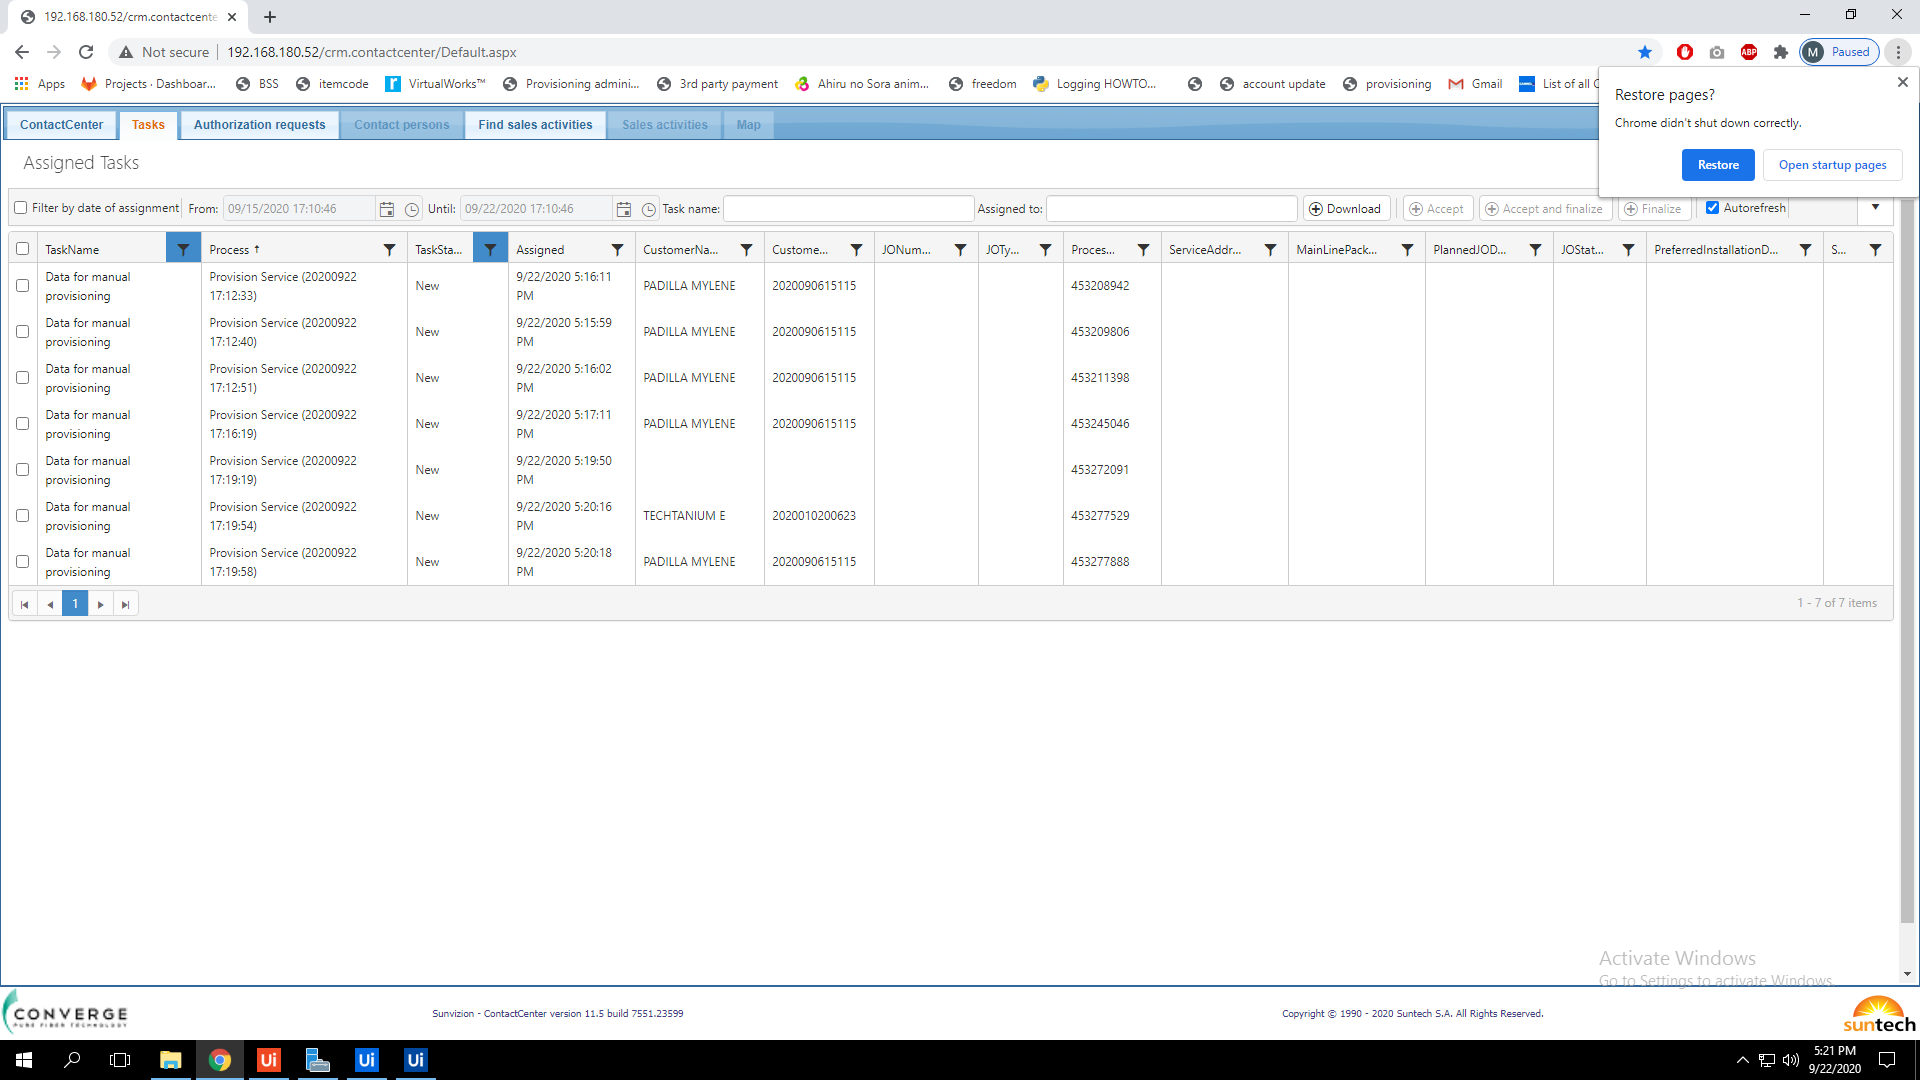 192.168.180.52/crm.contactcente
Not secure
192.168.180.52/crm.contactcenter/Default.aspx
ABP
M Paused
Apps Projects · Dashboar... BSS itemcode VirtualWorks™ Provisioning admini... 3rd party payment Ahiru no Sora anim... freedom Logging HOWTO... account update provisioning Gmail List of all C
Restore pages?
Chrome didn't shut down correctly.
Restore Open startup pages
ContactCenter Tasks Authorization requests Contact persons Find sales activities Sales activities Map
Assigned Tasks
Filter by date of assignment From: 09/15/2020 17:10:46 Until: 09/22/2020 17:10:46 Task name: Assigned to: Download Accept Accept and finalize Finalize Autorefresh
TaskName Process ↑ TaskSta... Assigned CustomerNa... Custome... JONum... JOTy... Proces... ServiceAddr... MainLinePack... PlannedJOD... JOStat... PreferredInstallationD... S...
Data for manual provisioning Provision Service (20200922 17:12:33) New 9/22/2020 5:16:11 PM PADILLA MYLENE 2020090615115 453208942
Data for manual provisioning Provision Service (20200922 17:12:40) New 9/22/2020 5:15:59 PM PADILLA MYLENE 2020090615115 453209806
Data for manual provisioning Provision Service (20200922 17:12:51) New 9/22/2020 5:16:02 PM PADILLA MYLENE 2020090615115 453211398
Data for manual provisioning Provision Service (20200922 17:16:19) New 9/22/2020 5:17:11 PM PADILLA MYLENE 2020090615115 453245046
Data for manual provisioning Provision Service (20200922 17:19:19) New 9/22/2020 5:19:50 PM 453272091
Data for manual provisioning Provision Service (20200922 17:19:54) New 9/22/2020 5:20:16 PM TECHTANIUM E 2020010200623 453277529
Data for manual provisioning Provision Service (20200922 17:19:58) New 9/22/2020 5:20:18 PM PADILLA MYLENE 2020090615115 453277888
1
1 - 7 of 7 items
Activate Windows
Go to Settings to activate Windows.
CONVERGE
PURE FIBER TECHNOLOGY
Sunvizion - ContactCenter version 11.5 build 7551.23599
Copyright © 1990 - 2020 Suntech S.A. All Rights Reserved.
suntech
Ui Ui Ui
5:21 PM
9/22/2020